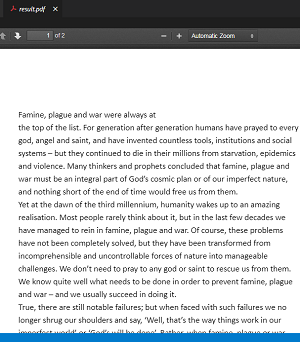 result.pdf ×
1 of 2 − + Automatic Zoom
Famine, plague and war were always at
the top of the list. For generation after generation humans have prayed to every
god, angel and saint, and have invented countless tools, institutions and social
systems – but they continued to die in their millions from starvation, epidemics
and violence. Many thinkers and prophets concluded that famine, plague and
war must be an integral part of God's cosmic plan or of our imperfect nature,
and nothing short of the end of time would free us from them.
Yet at the dawn of the third millennium, humanity wakes up to an amazing
realisation. Most people rarely think about it, but in the last few decades we
have managed to rein in famine, plague and war. Of course, these problems
have not been completely solved, but they have been transformed from
incomprehensible and uncontrollable forces of nature into manageable
challenges. We don't need to pray to any god or saint to rescue us from them.
We know quite well what needs to be done in order to prevent famine, plague
and war – and we usually succeed in doing it.
True, there are still notable failures; but when faced with such failures we no
longer shrug our shoulders and say, 'Well, that's the way things work in our
imperfect world' or 'God's will be done'. Rather, when famine, plague or war